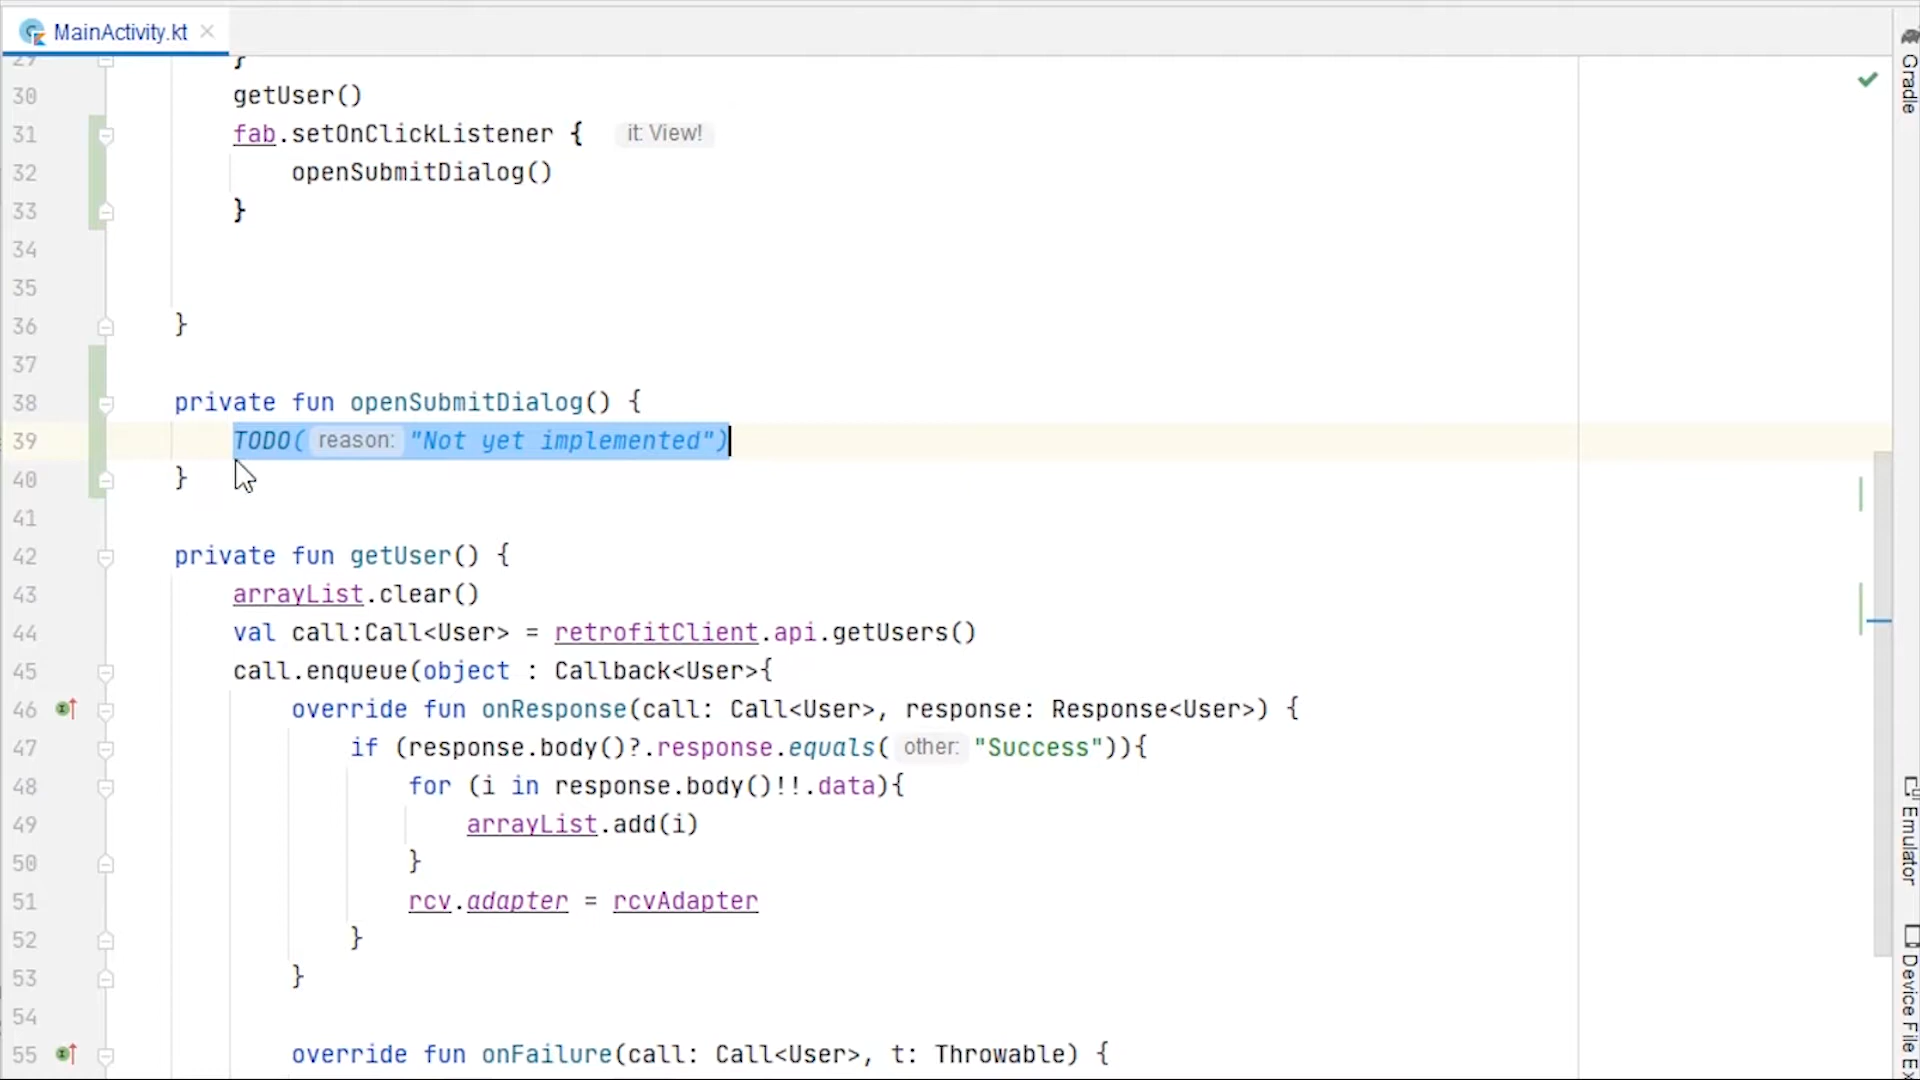 MainActivity.kt
29 }
30 getUser()
31 fab.setOnClickListener { it: View!
32 openSubmitDialog()
33 }
34
35
36 }
37
38 private fun openSubmitDialog() {
39 TODO( reason: "Not yet implemented")
40 }
41
42 private fun getUser() {
43 arrayList.clear()
44 val call:Call<User> = retrofitClient.api.getUsers()
45 call.enqueue(object : Callback<User>{
46 override fun onResponse(call: Call<User>, response: Response<User>) {
47 if (response.body()?.response.equals( other: "Success")){
48 for (i in response.body()!!.data){
49 arrayList.add(i)
50 }
51 rcv.adapter = rcvAdapter
52 }
53 }
54
55 override fun onFailure(call: Call<User>, t: Throwable) {
Gradle
Emulator
Device File Ex